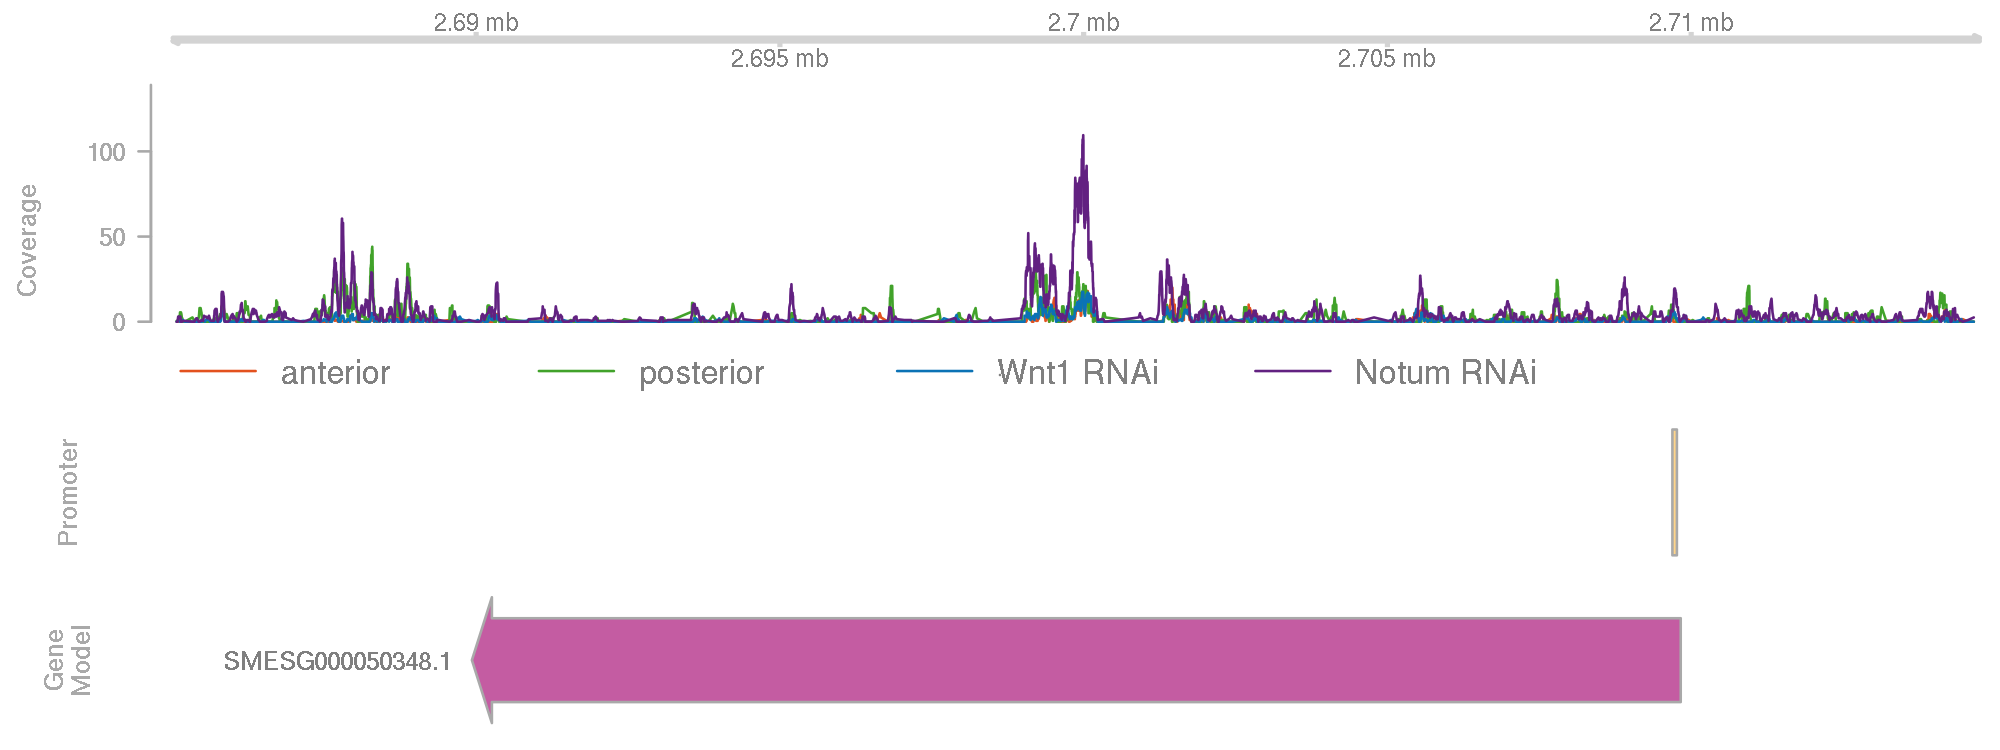 2.69 mb
2.7 mb
2.71 mb
2.695 mb
2.705 mb
Coverage
100
50
0
anterior
posterior
Wnt1 RNAi
Notum RNAi
Promoter
Gene
Model
SMESG000050348.1